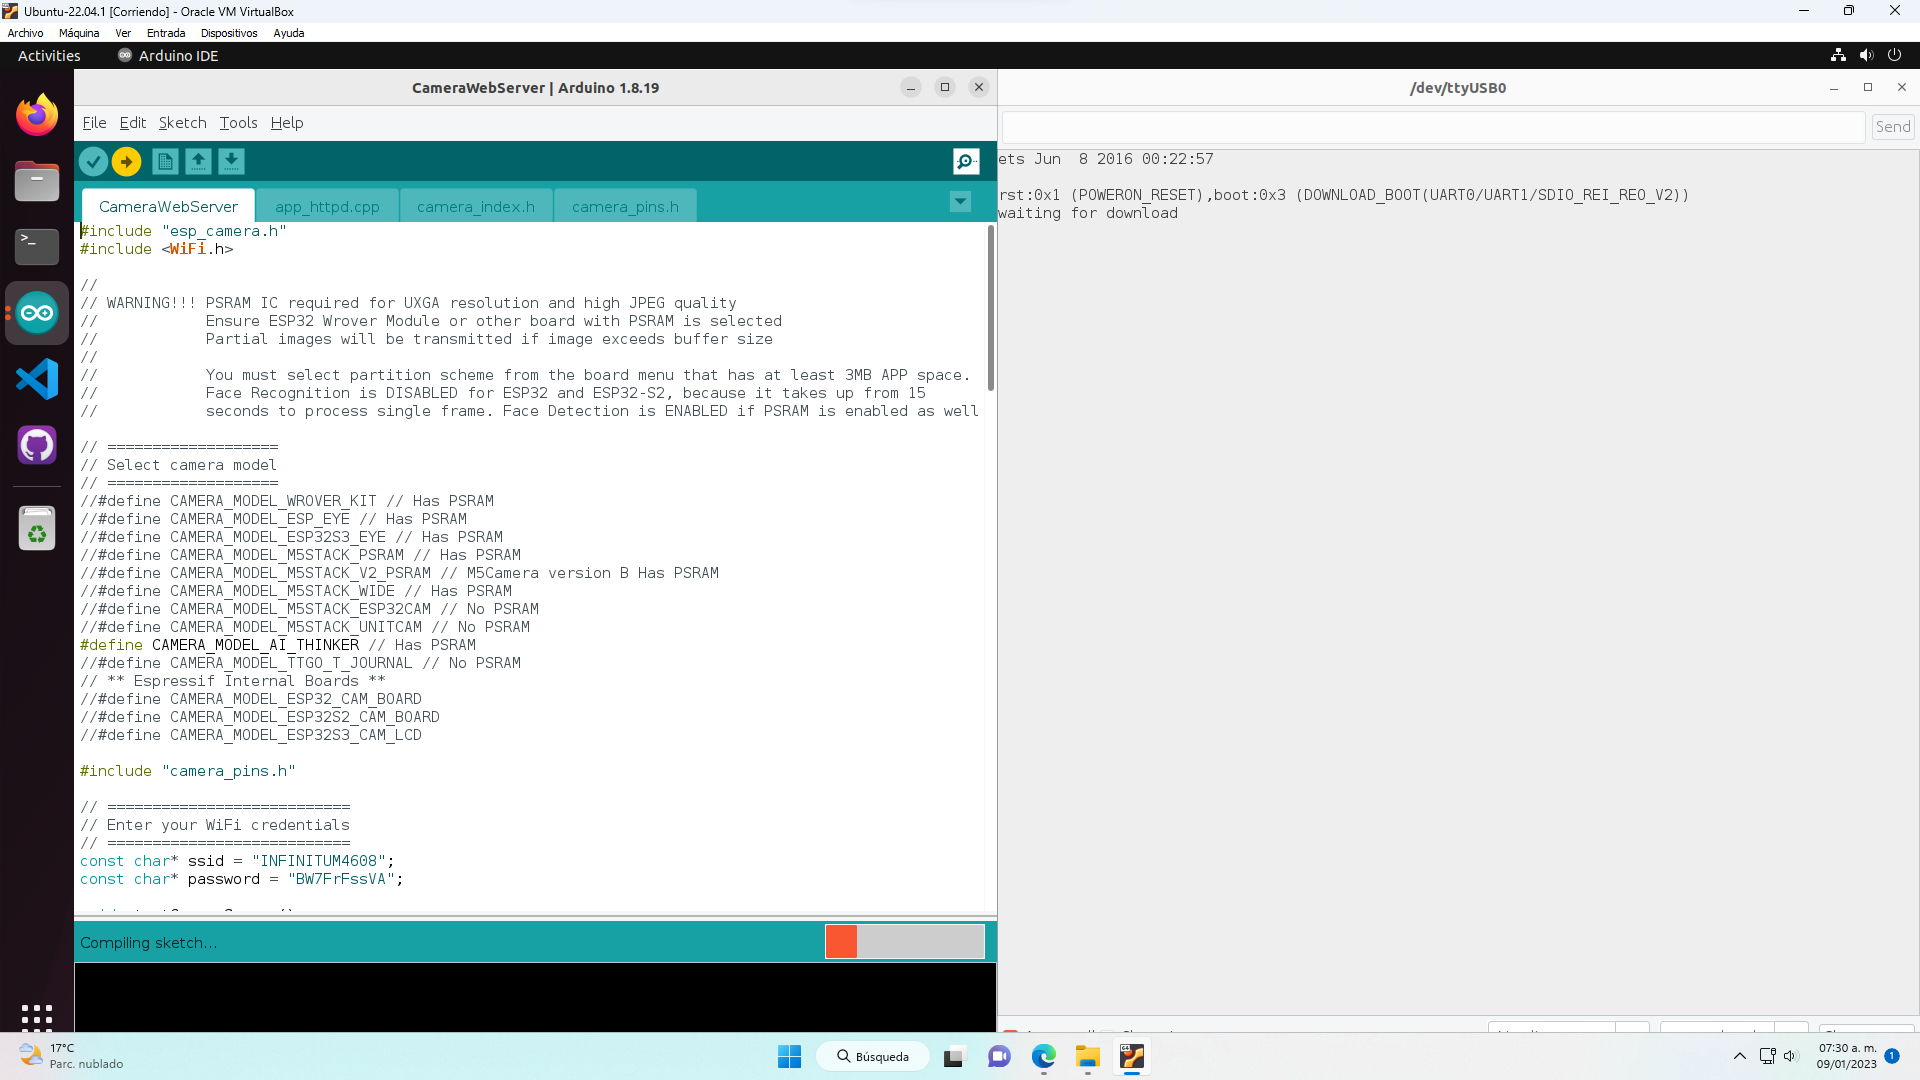 Ubuntu-22.04.1 [Corriendo] - Oracle VM VirtualBox
Archivo Máquina Ver Entrada Dispositivos Ayuda
Activities Arduino IDE
CameraWebServer | Arduino 1.8.19
File Edit Sketch Tools Help
CameraWebServer app_httpd.cpp camera_index.h camera_pins.h
#include "esp_camera.h"
#include <WiFi.h>
//
// WARNING!!! PSRAM IC required for UXGA resolution and high JPEG quality
//            Ensure ESP32 Wrover Module or other board with PSRAM is selected
//            Partial images will be transmitted if image exceeds buffer size
//
//            You must select partition scheme from the board menu that has at least 3MB APP space.
//            Face Recognition is DISABLED for ESP32 and ESP32-S2, because it takes up from 15
//            seconds to process single frame. Face Detection is ENABLED if PSRAM is enabled as well
// ===================
// Select camera model
// ===================
//#define CAMERA_MODEL_WROVER_KIT // Has PSRAM
//#define CAMERA_MODEL_ESP_EYE // Has PSRAM
//#define CAMERA_MODEL_ESP32S3_EYE // Has PSRAM
//#define CAMERA_MODEL_M5STACK_PSRAM // Has PSRAM
//#define CAMERA_MODEL_M5STACK_V2_PSRAM // M5Camera version B Has PSRAM
//#define CAMERA_MODEL_M5STACK_WIDE // Has PSRAM
//#define CAMERA_MODEL_M5STACK_ESP32CAM // No PSRAM
//#define CAMERA_MODEL_M5STACK_UNITCAM // No PSRAM
#define CAMERA_MODEL_AI_THINKER // Has PSRAM
//#define CAMERA_MODEL_TTGO_T_JOURNAL // No PSRAM
// ** Espressif Internal Boards **
//#define CAMERA_MODEL_ESP32_CAM_BOARD
//#define CAMERA_MODEL_ESP32S2_CAM_BOARD
//#define CAMERA_MODEL_ESP32S3_CAM_LCD
#include "camera_pins.h"
// ===========================
// Enter your WiFi credentials
// ===========================
const char* ssid = "INFINITUM4608";
const char* password = "BW7FrFssVA";
Compiling sketch...
/dev/ttyUSB0
Send
ets Jun  8 2016 00:22:57
rst:0x1 (POWERON_RESET),boot:0x3 (DOWNLOAD_BOOT(UART0/UART1/SDIO_REI_REO_V2))
waiting for download
17°C
Parc. nublado
Búsqueda
07:30 a. m.
09/01/2023
1